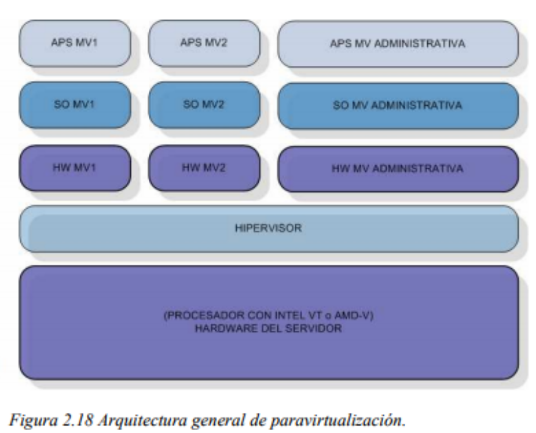 APS MV1 APS MV2 APS MV ADMINISTRATIVA
SO MV1 SO MV2 SO MV ADMINISTRATIVA
HW MV1 HW MV2 HW MV ADMINISTRATIVA
HIPERVISOR
(PROCESADOR CON INTEL VT o AMD-V)
HARDWARE DEL SERVIDOR
Figura 2.18 Arquitectura general de paravirtualización.